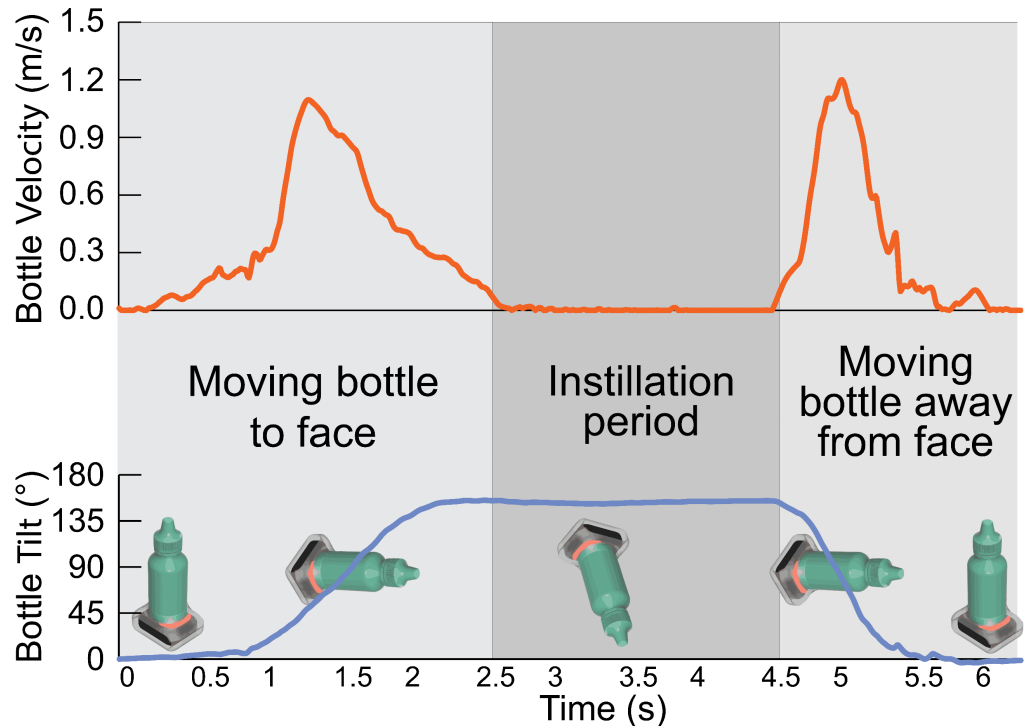 Bottle Velocity (m/s)
1.5
1.2
0.9
0.6
0.3
0.0
Moving bottle
to face
Instillation
period
Moving
bottle away
from face
Bottle Tilt (°)
180
135
90
45
0
0 0.5 1 1.5 2 2.5 3 3.5 4 4.5 5 5.5 6
Time (s)